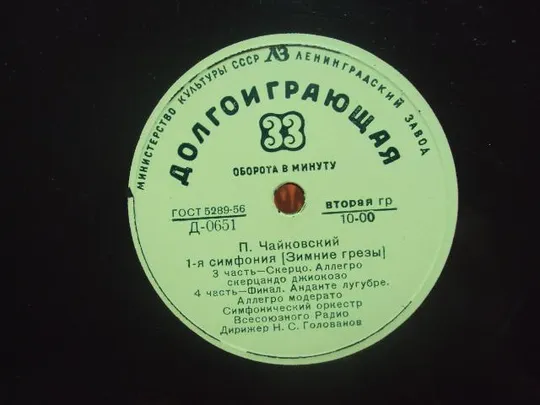 МИНИСТЕРСТВО КУЛЬТУРЫ СССР ЛЗ ЛЕНИНГРАДСКИЙ ЗАВОД
ДОЛГОИГРАЮЩАЯ
33
ОБОРОТА В МИНУТУ
ГОСТ 5289-56
Д-0651
ВТОРАЯ ГР
10-00
П. Чайковский
1-я симфония [Зимние грезы]
3 часть—Скерцо. Аллегро
скерцандо джиокозо
4 часть—Финал. Анданте лугубре.
Аллегро модерато
Симфонический оркестр
Всесоюзного Радио
Дирижер Н. С. Голованов